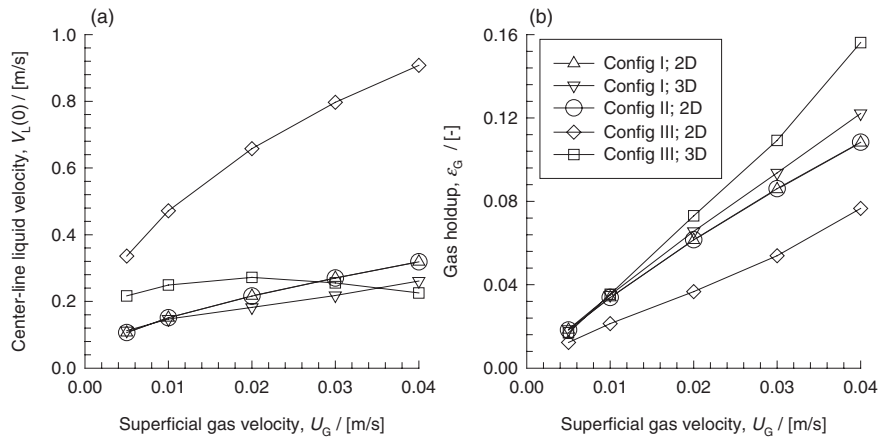 (a)
Center-line liquid velocity, V_L(0) / [m/s]
1.0
0.8
0.6
0.4
0.2
0.0
0.00 0.01 0.02 0.03 0.04
Superficial gas velocity, U_G / [m/s]
(b)
Gas holdup, ε_G / [-]
0.16
0.12
0.08
0.04
0.00
Config I; 2D
Config I; 3D
Config II; 2D
Config III; 2D
Config III; 3D
0.00 0.01 0.02 0.03 0.04
Superficial gas velocity, U_G / [m/s]